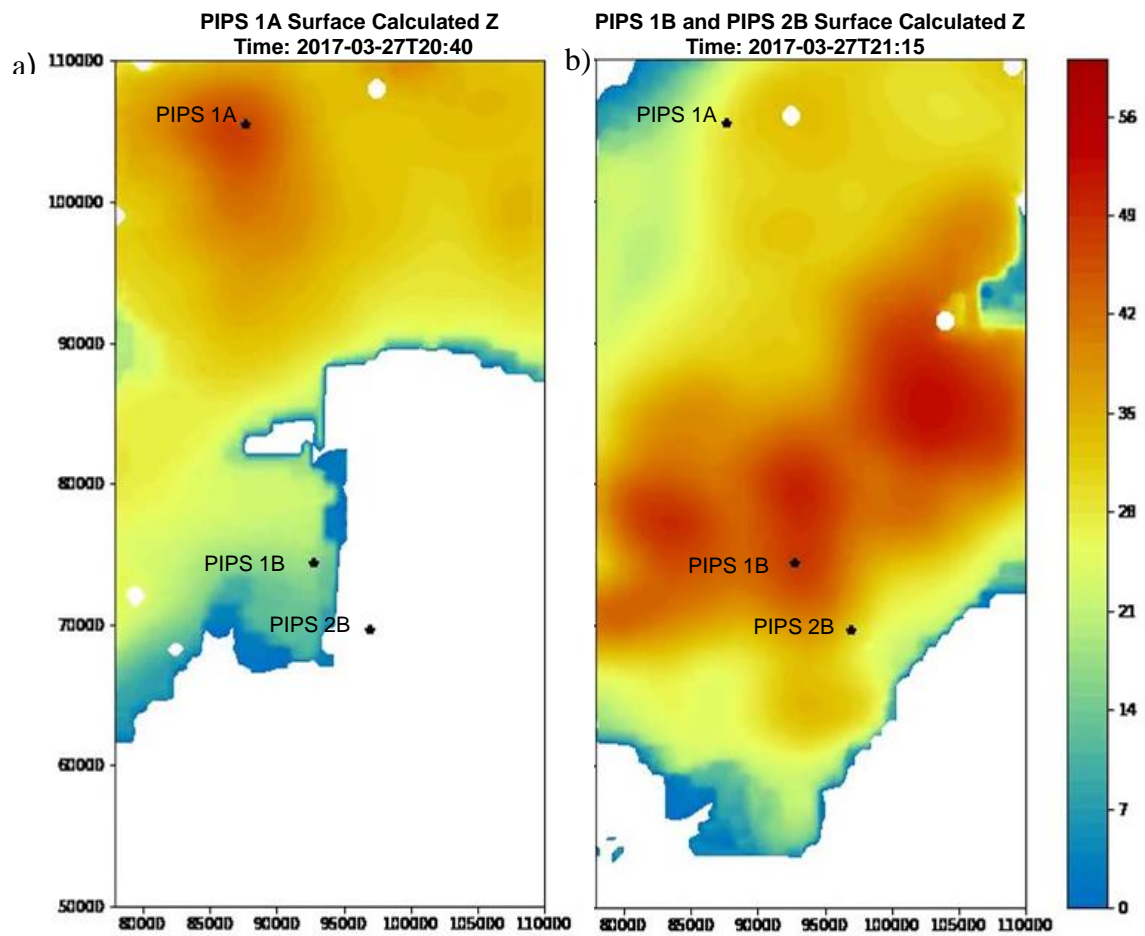 PIPS 1A Surface Calculated Z
Time: 2017-03-27T20:40
PIPS 1B and PIPS 2B Surface Calculated Z
Time: 2017-03-27T21:15
a)
b)
110000
100000
90000
80000
70000
60000
50000
PIPS 1A
PIPS 1B
PIPS 2B
80000 85000 90000 95000 100000 105000 110000
PIPS 1A
PIPS 1B
PIPS 2B
80000 85000 90000 95000 100000 105000 110000
56
49
42
35
28
21
14
7
0